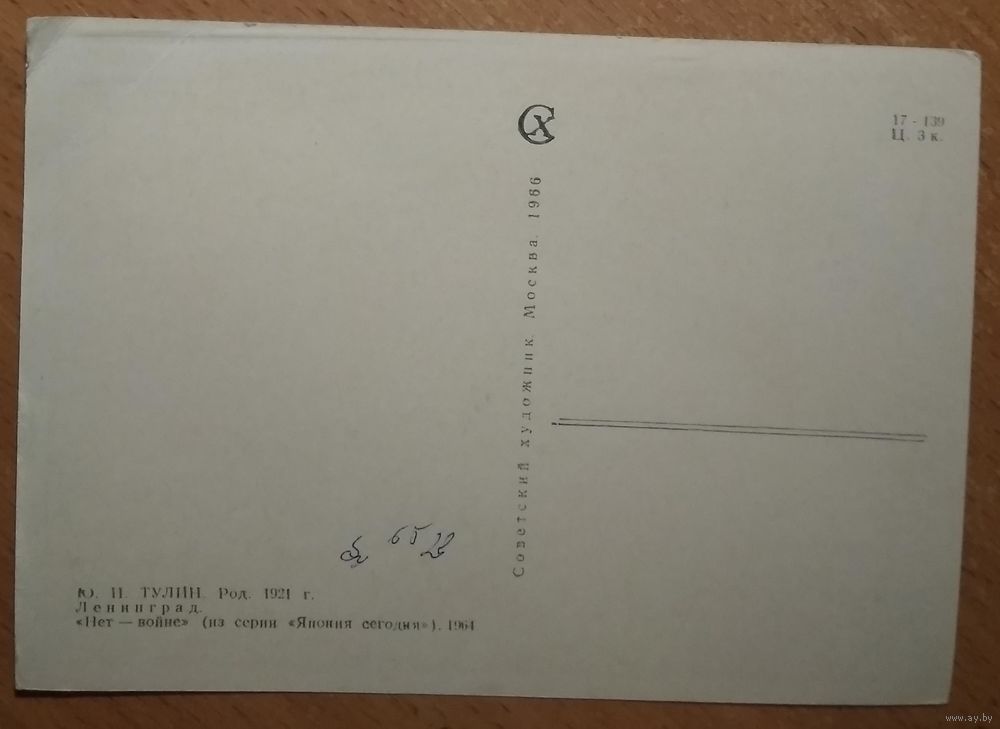 Ю. Н. ТУЛИН. Род. 1921 г.
Ленинград.
«Нет — войне» (из серии «Япония сегодня»). 1964
65
СХ
Советский художник. Москва. 1966
17 - 139
Ц. 3 к.
www.ay.by